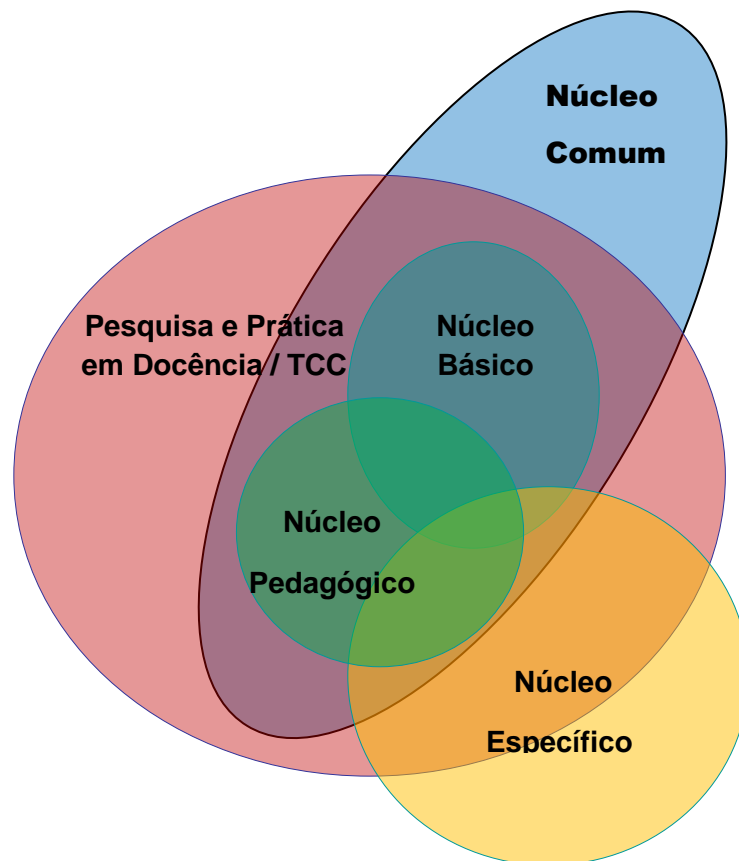 Núcleo
Comum
Pesquisa e Prática
em Docência / TCC
Núcleo
Básico
Núcleo
Pedagógico
Núcleo
Específico